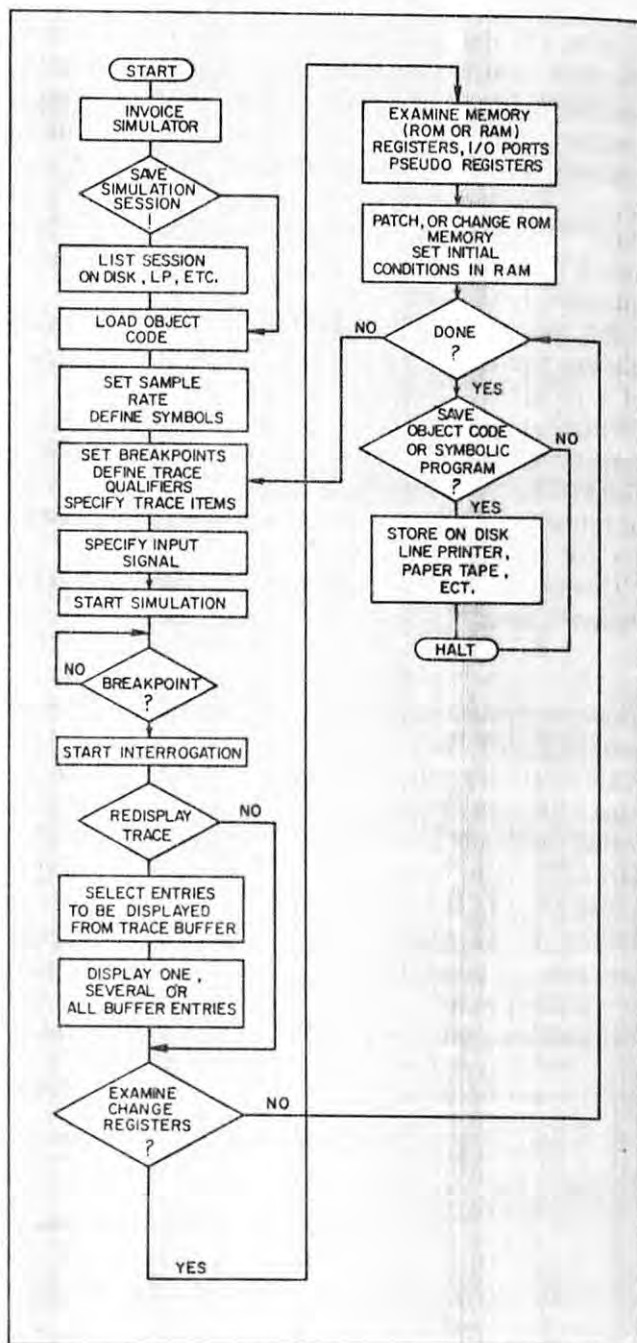 START
INVOICE
SIMULATOR
SAVE
SIMULATION
SESSION
LIST SESSION
ON DISK, LP, ETC.
LOAD OBJECT
CODE
SET SAMPLE
RATE
DEFINE SYMBOLS
SET BREAKPOINTS
DEFINE TRACE
QUALIFIERS
SPECIFY TRACE ITEMS
SPECIFY INPUT
SIGNAL
START SIMULATION
NO
BREAKPOINT
?
START INTERROGATION
REDISPLAY
TRACE
NO
SELECT ENTRIES
TO BE DISPLAYED
FROM TRACE BUFFER
DISPLAY ONE,
SEVERAL OR
ALL BUFFER ENTRIES
EXAMINE
CHANGE
REGISTERS
?
NO
YES
EXAMINE MEMORY
(ROM OR RAM)
REGISTERS, I/O PORTS
PSEUDO REGISTERS
PATCH, OR CHANGE ROM
MEMORY
SET INITIAL
CONDITIONS IN RAM
NO
DONE
?
YES
SAVE
OBJECT CODE
OR SYMBOLIC
PROGRAM
?
NO
YES
STORE ON DISK
LINE PRINTER,
PAPER TAPE,
ECT.
HALT